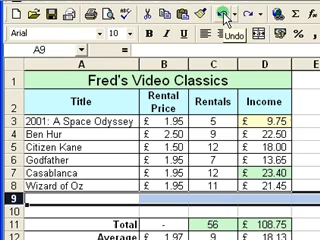 Arial 10 B I U %
Undo
A9 =
A B C D E
1 Fred's Video Classics
2 Title Rental Price Rentals Income
3 2001: A Space Odyssey £ 1.95 5 £ 9.75
4 Ben Hur £ 2.50 9 £ 22.50
5 Citizen Kane £ 1.50 12 £ 18.00
6 Godfather £ 1.95 7 £ 13.65
7 Casablanca £ 1.95 12 £ 23.40
8 Wizard of Oz £ 1.95 11 £ 21.45
9
10
11 Total - 56 £ 108.75
12 Average £ 1.97 9 £ 18.13